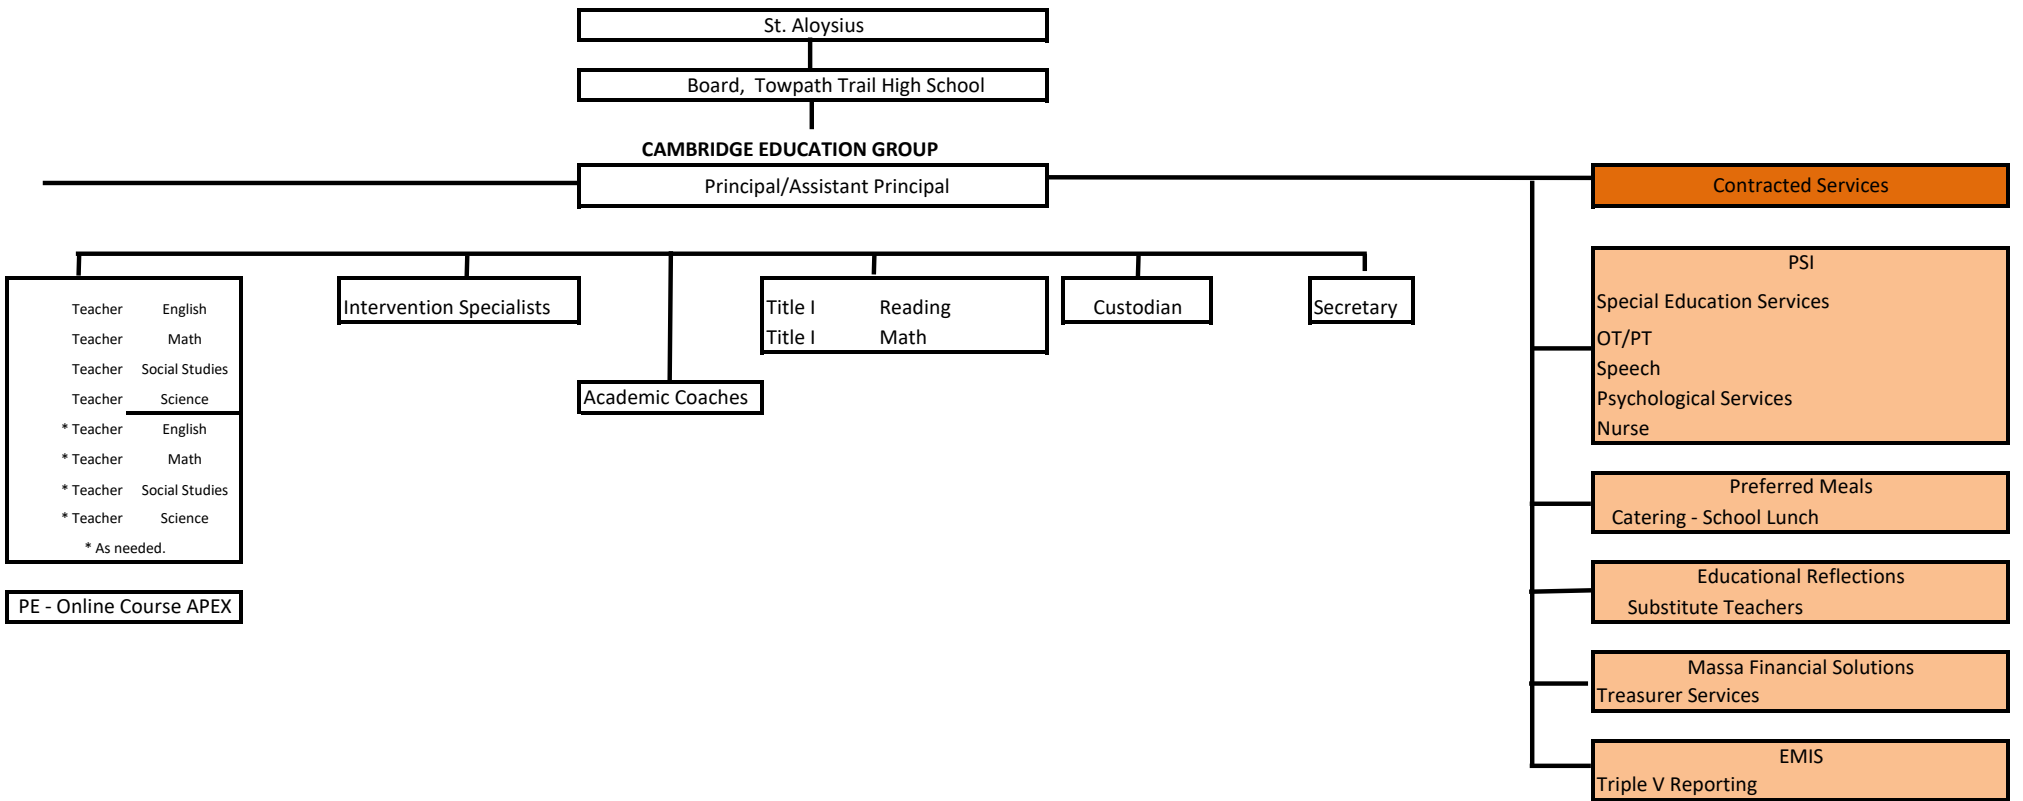 St. Aloysius
Board, Towpath Trail High School
CAMBRIDGE EDUCATION GROUP
Principal/Assistant Principal
Contracted Services
Teacher English
Teacher Math
Teacher Social Studies
Teacher Science
* Teacher English
* Teacher Math
* Teacher Social Studies
* Teacher Science
* As needed.
PE - Online Course APEX
Intervention Specialists
Academic Coaches
Title I Reading
Title I Math
Custodian
Secretary
PSI
Special Education Services
OT/PT
Speech
Psychological Services
Nurse
Preferred Meals
Catering - School Lunch
Educational Reflections
Substitute Teachers
Massa Financial Solutions
Treasurer Services
EMIS
Triple V Reporting